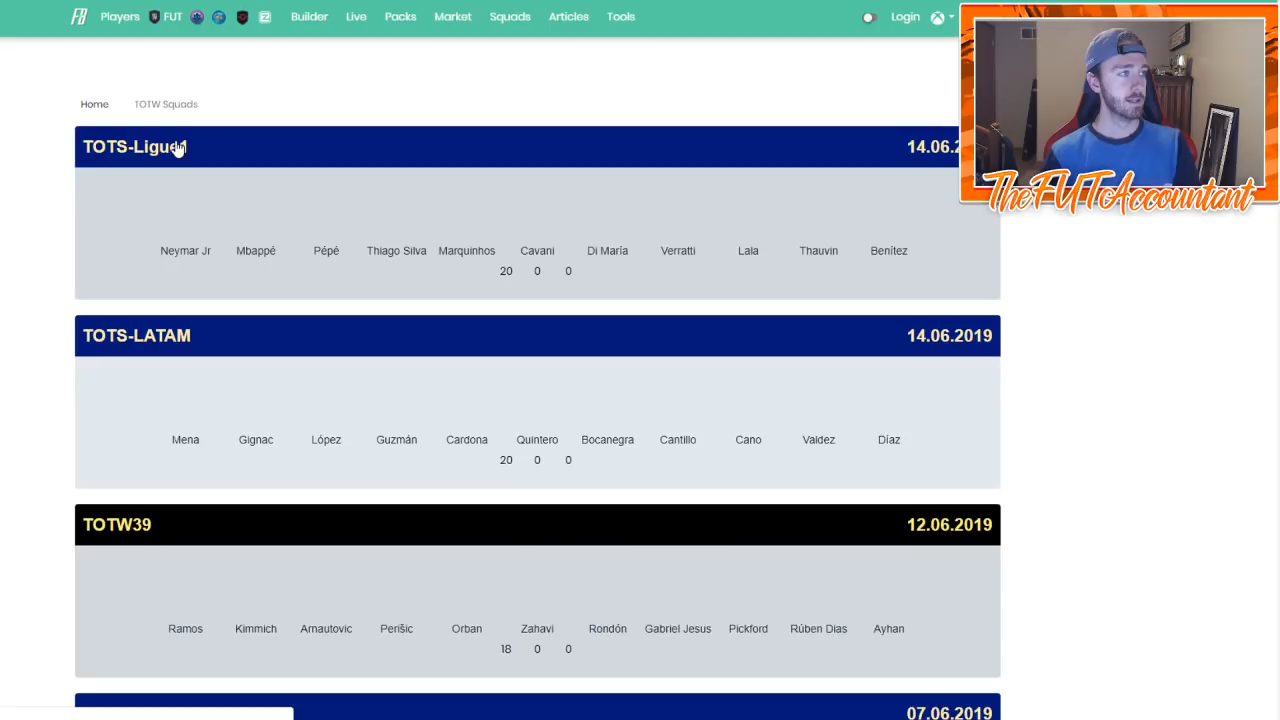 FB Players FUT Builder Live Packs Market Squads Articles Tools Login
Home TOTW Squads
TOTS-Ligue1 14.06.2
Neymar Jr Mbappé Pépé Thiago Silva Marquinhos Cavani Di María Verratti Lala Thauvin Benítez
20 0 0
TheFUTAccountant
TOTS-LATAM 14.06.2019
Mena Gignac López Guzmán Cardona Quintero Bocanegra Cantillo Cano Valdez Díaz
20 0 0
TOTW39 12.06.2019
Ramos Kimmich Arnautovic Perišic Orban Zahavi Rondón Gabriel Jesus Pickford Rúben Dias Ayhan
18 0 0
07.06.2019